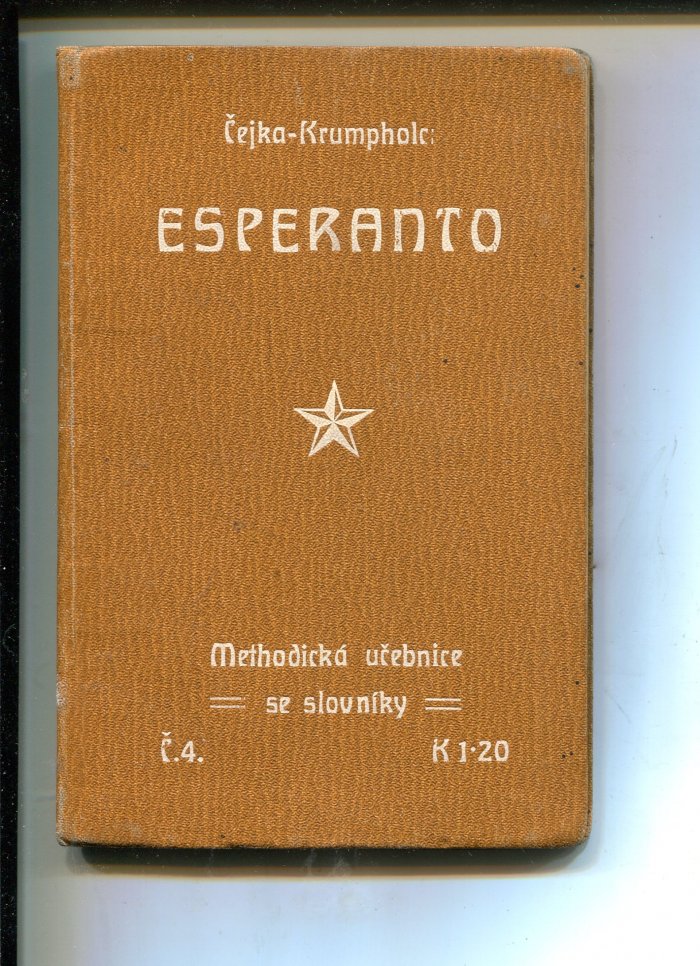 Čejka-Krumpholc:
ESPERANTO
Methodická učebnice
se slovníky
Č.4. K 1·20